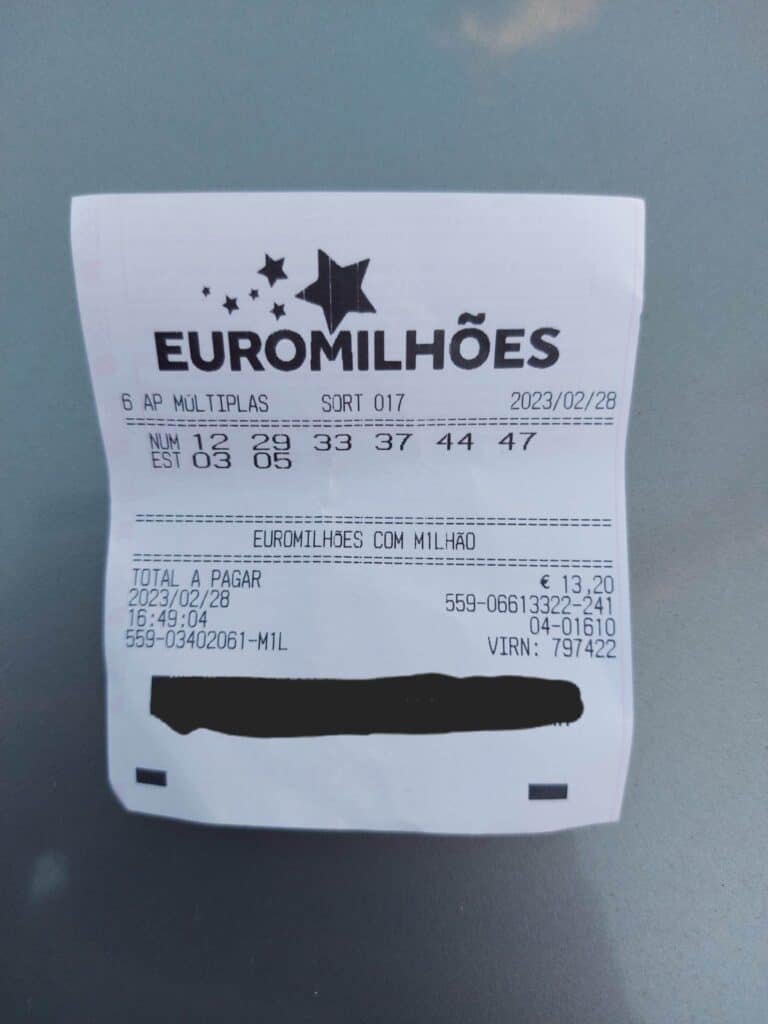 EUROMILHÕES
6 AP MÚLTIPLAS SORT 017 2023/02/28
NUM 12 29 33 37 44 47
EST 03 05
EUROMILHÕES COM M1LHÃO
TOTAL A PAGAR € 13,20
2023/02/28 559-06613322-241
16:49:04 04-01610
559-03402061-M1L VIRN: 797422